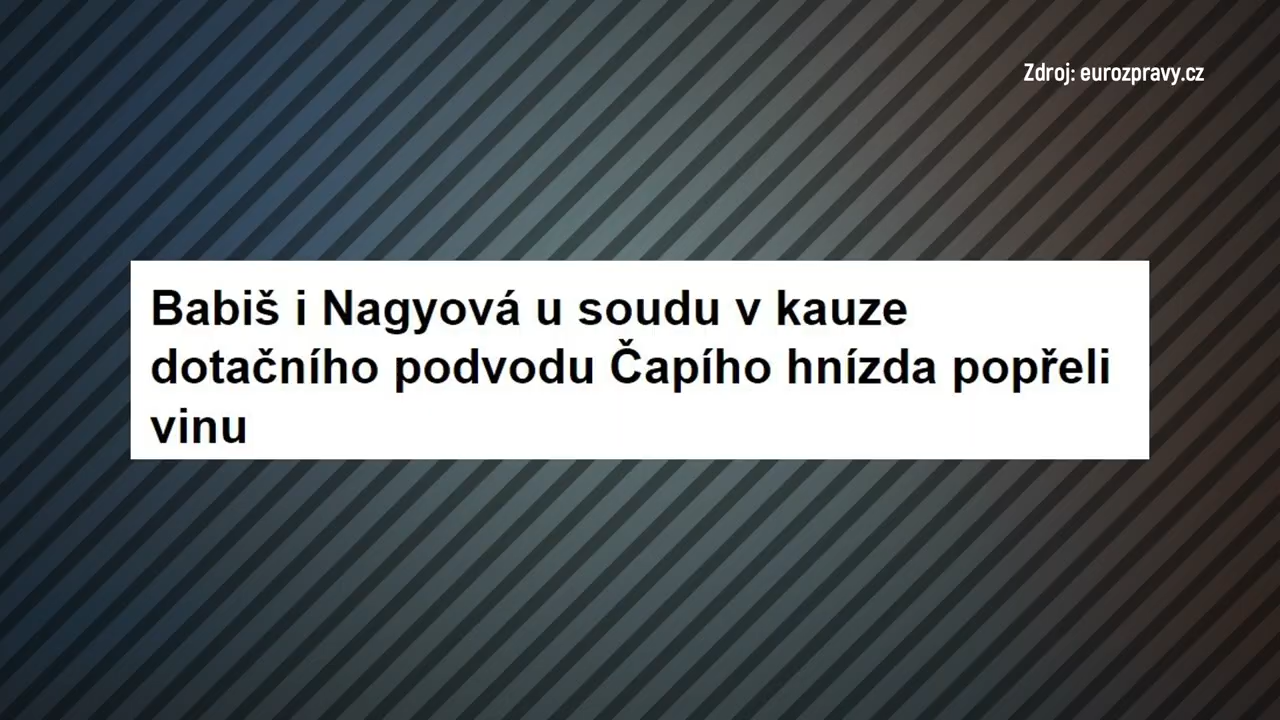 Zdroj: eurozpravy.cz
Babiš i Nagyová u soudu v kauze
dotačního podvodu Čapího hnízda popřeli
vinu